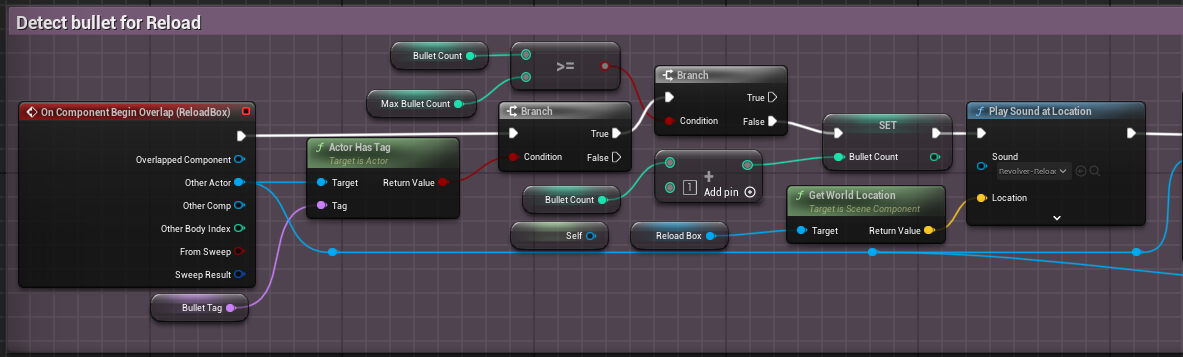 Detect bullet for Reload
Bullet Count
>=
Max Bullet Count
Branch
True
Condition
False
On Component Begin Overlap (ReloadBox)
Overlapped Component
Other Actor
Other Comp
Other Body Index
From Sweep
Sweep Result
Bullet Tag
Actor Has Tag
Target is Actor
Target
Return Value
Tag
Branch
True
Condition
False
Bullet Count
+
1
Add pin
Self
Reload Box
SET
Bullet Count
Get World Location
Target is Scene Component
Target
Return Value
Play Sound at Location
Sound
Revolver-Reloa
Location